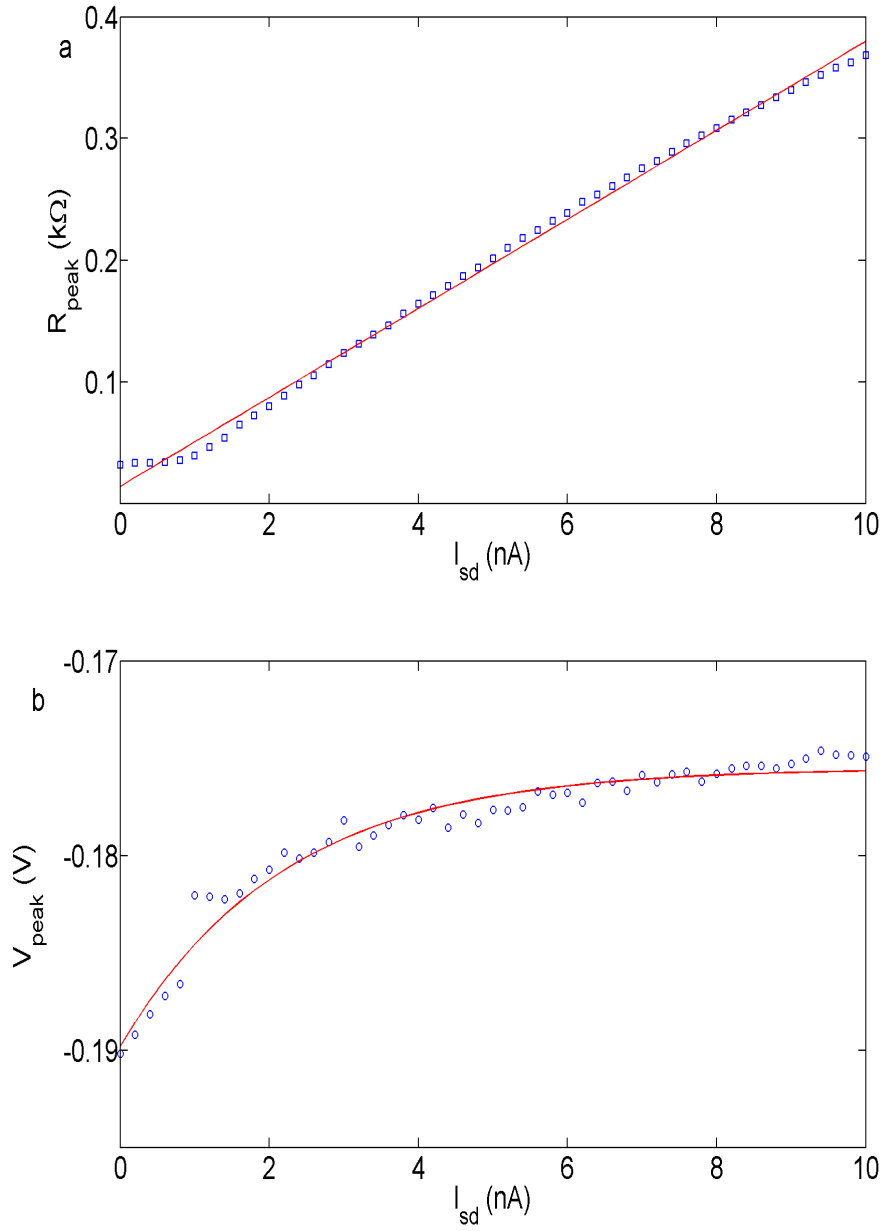 a
0.4
0.3
0.2
0.1
R_peak (kΩ)
0 2 4 6 8 10
I_sd (nA)
b
-0.17
-0.18
-0.19
V_peak (V)
0 2 4 6 8 10
I_sd (nA)